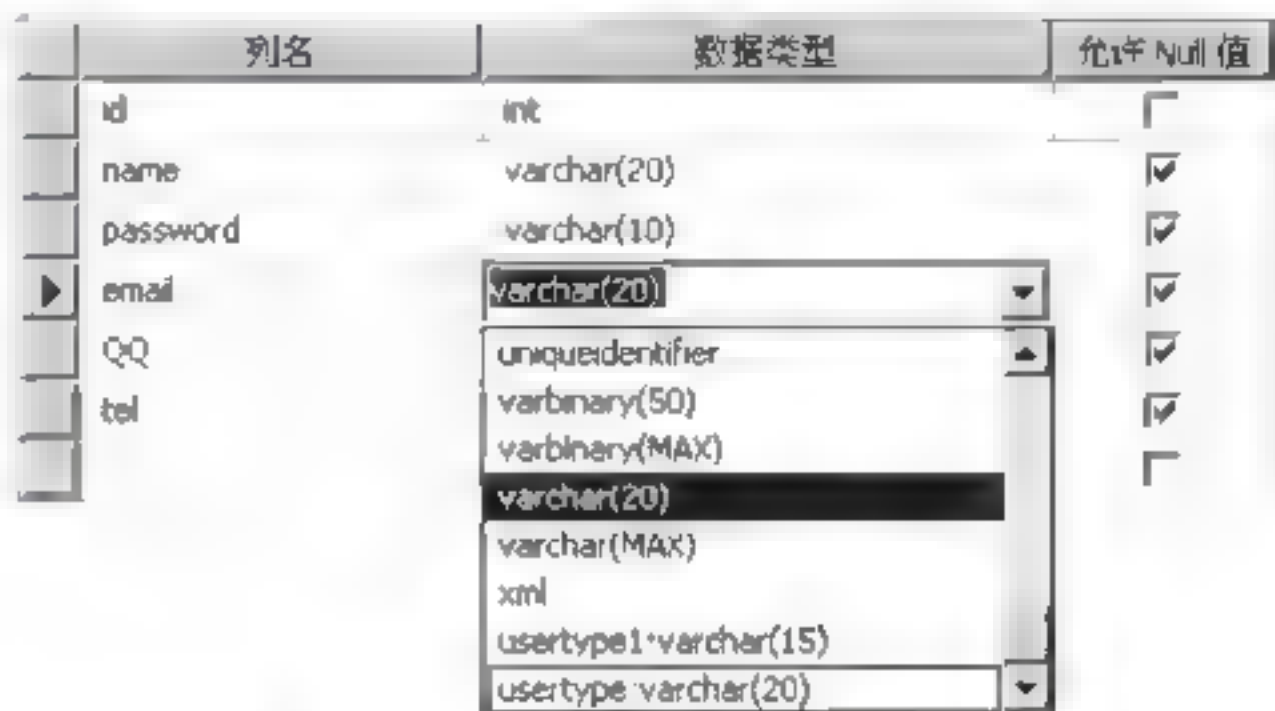 列名 数据类型 允许 Null 值
id int
name varchar(20)
password varchar(10)
email varchar(20)
QQ uniqueidentifier
tel varbinary(50)
varbinary(MAX)
varchar(20)
varchar(MAX)
xml
usertype1:varchar(15)
usertype:varchar(20)